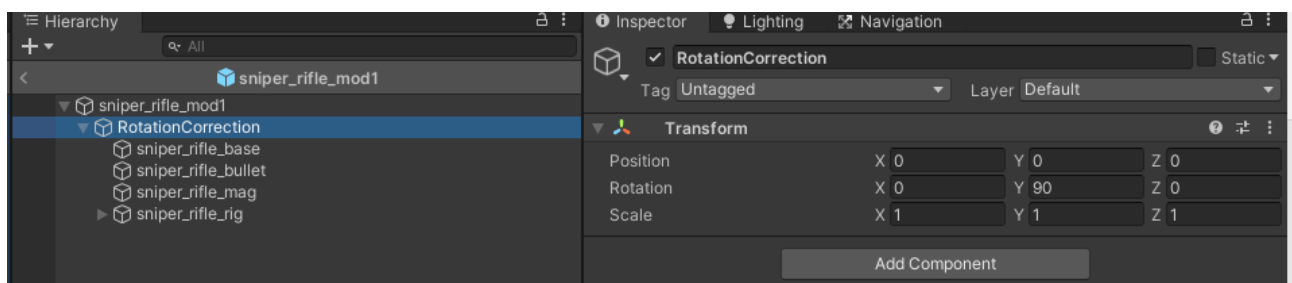 Hierarchy
All
sniper_rifle_mod1
sniper_rifle_mod1
RotationCorrection
sniper_rifle_base
sniper_rifle_bullet
sniper_rifle_mag
sniper_rifle_rig
Inspector Lighting Navigation
RotationCorrection Static
Tag Untagged Layer Default
Transform
Position X 0 Y 0 Z 0
Rotation X 0 Y 90 Z 0
Scale X 1 Y 1 Z 1
Add Component